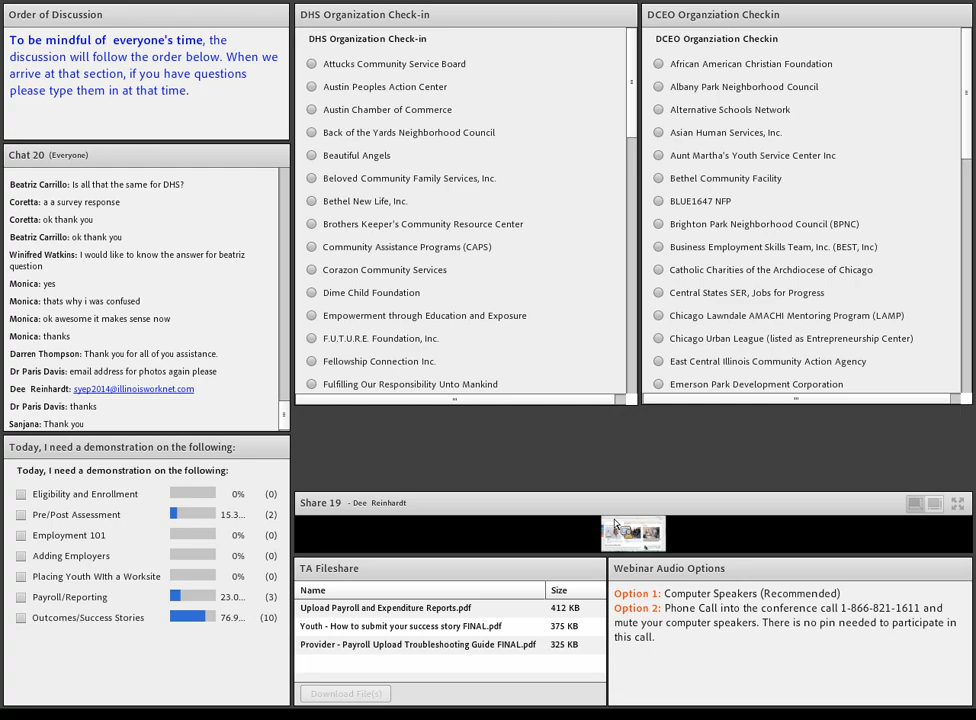 Order of Discussion
To be mindful of  everyone's time, the
discussion will follow the order below. When we
arrive at that section, if you have questions
please type them in at that time.
Chat 20 (Everyone)
Beatriz Carrillo: Is all that the same for DHS?
Coretta: a a survey response
Coretta: ok thank you
Beatriz Carrillo: ok thank you
Winifred Watkins: I would like to know the answer for beatriz
question
Monica: yes
Monica: thats why i was confused
Monica: ok awesome it makes sense now
Monica: thanks
Darren Thompson: Thank you for all of you assistance.
Dr Paris Davis: email address for photos again please
Dee  Reinhardt: syep2014@illinoisworknet.com
Dr Paris Davis: thanks
Sanjana: Thank you
Today, I need a demonstration on the following:
Today, I need a demonstration on the following:
Eligibility and Enrollment 0% (0)
Pre/Post Assessment 15.3... (2)
Employment 101 0% (0)
Adding Employers 0% (0)
Placing Youth WIth a Worksite 0% (0)
Payroll/Reporting 23.0... (3)
Outcomes/Success Stories 76.9... (10)
DHS Organization Check-in
DHS Organization Check-in
Attucks Community Service Board
Austin Peoples Action Center
Austin Chamber of Commerce
Back of the Yards Neighborhood Council
Beautiful Angels
Beloved Community Family Services, Inc.
Bethel New Life, Inc.
Brothers Keeper's Community Resource Center
Community Assistance Programs (CAPS)
Corazon Community Services
Dime Child Foundation
Empowerment through Education and Exposure
F.U.T.U.R.E. Foundation, Inc.
Fellowship Connection Inc.
Fulfilling Our Responsibility Unto Mankind
DCEO Organziation Checkin
DCEO Organziation Checkin
African American Christian Foundation
Albany Park Neighborhood Council
Alternative Schools Network
Asian Human Services, Inc.
Aunt Martha's Youth Service Center Inc
Bethel Community Facility
BLUE1647 NFP
Brighton Park Neighborhood Council (BPNC)
Business Employment Skills Team, Inc. (BEST, Inc)
Catholic Charities of the Archdiocese of Chicago
Central States SER, Jobs for Progress
Chicago Lawndale AMACHI Mentoring Program (LAMP)
Chicago Urban League (listed as Entrepreneurship Center)
East Central Illinois Community Action Agency
Emerson Park Development Corporation
Share 19 - Dee  Reinhardt
TA Fileshare
Name Size
Upload Payroll and Expenditure Reports.pdf 412 KB
Youth - How to submit your success story FINAL.pdf 375 KB
Provider - Payroll Upload Troubleshooting Guide FINAL.pdf 325 KB
Download File(s)
Webinar Audio Options
Option 1: Computer Speakers (Recommended)
Option 2: Phone Call into the conference call 1-866-821-1611 and
mute your computer speakers. There is no pin needed to participate in
this call.